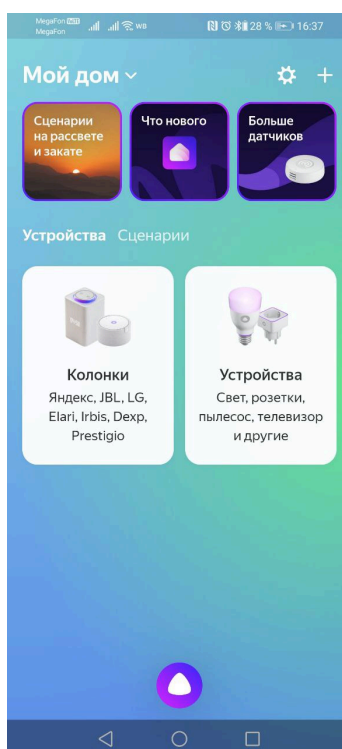 MegaFon
MegaFon
WB
28 %
16:37
Мой дом
Сценарии
на рассвете
и закате
Что нового
Больше
датчиков
Устройства Сценарии
Колонки
Яндекс, JBL, LG,
Elari, Irbis, Dexp,
Prestigio
Устройства
Свет, розетки,
пылесос, телевизор
и другие